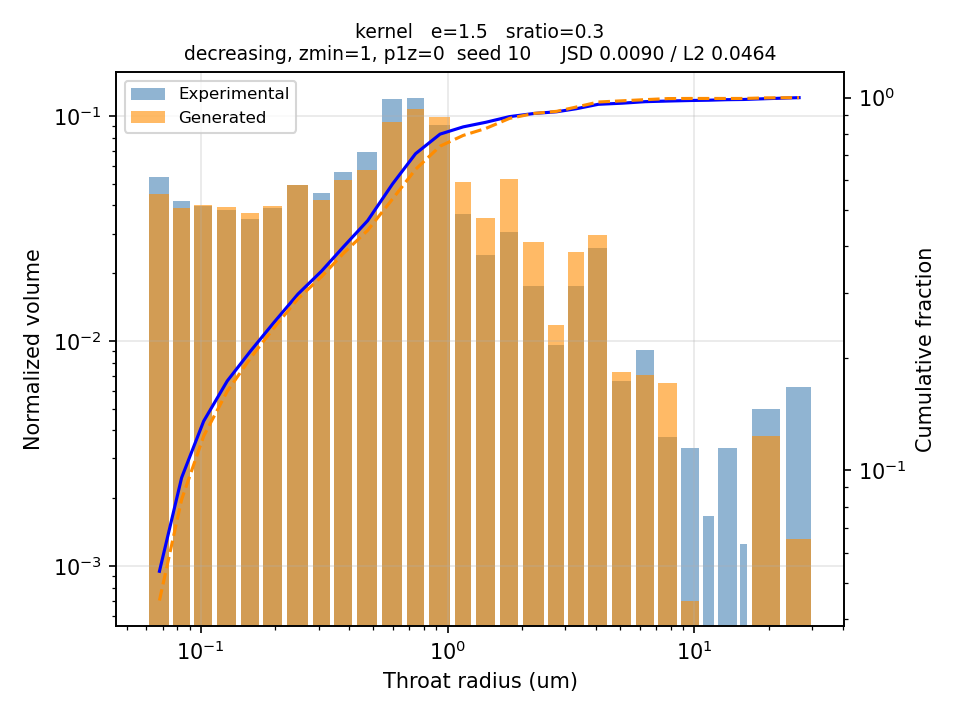 kernel   e=1.5   sratio=0.3
decreasing, zmin=1, p1z=0  seed 10     JSD 0.0090 / L2 0.0464
Experimental
Generated
Normalized volume
10⁻¹
10⁻²
10⁻³
10⁰
10⁻¹
Cumulative fraction
10⁻¹
10⁰
10¹
Throat radius (um)